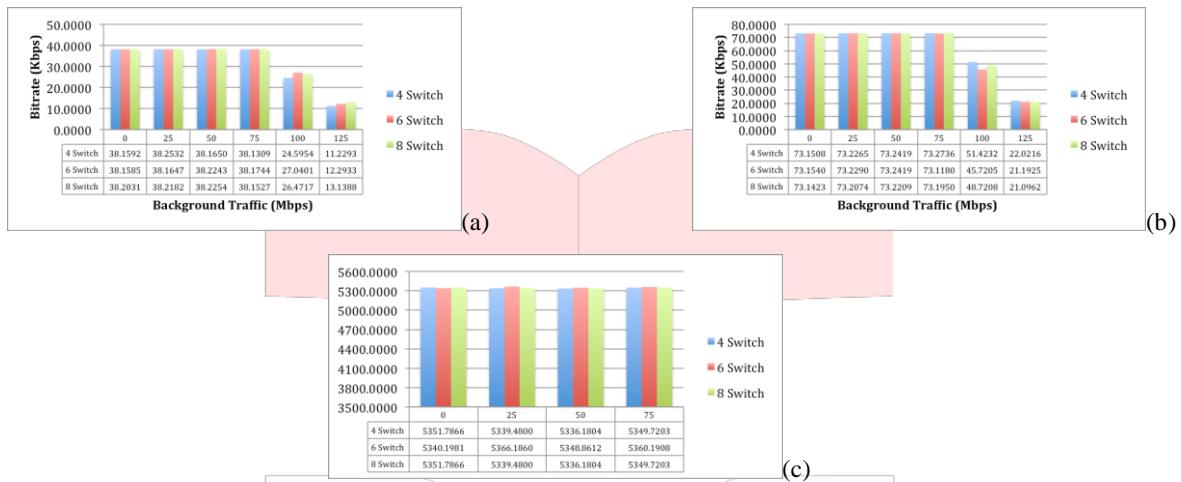 50.0000
40.0000
30.0000
20.0000
10.0000
0.0000
Bitrate (Kbps)
0 25 50 75 100 125
4 Switch 38.1592 38.2532 38.1650 38.1309 24.5954 11.2293
6 Switch 38.1585 38.1647 38.2243 38.1744 27.0401 12.2933
8 Switch 38.2031 38.2182 38.2254 38.1527 26.4717 13.1388
Background Traffic (Mbps)
4 Switch
6 Switch
8 Switch
(a)
80.0000
70.0000
60.0000
50.0000
40.0000
30.0000
20.0000
10.0000
0.0000
Bitrate (Kbps)
0 25 50 75 100 125
4 Switch 73.1508 73.2265 73.2419 73.2736 51.4232 22.0216
6 Switch 73.1540 73.2290 73.2419 73.1180 45.7205 21.1925
8 Switch 73.1423 73.2074 73.2209 73.1950 48.7208 21.0962
Background Traffic (Mbps)
4 Switch
6 Switch
8 Switch
(b)
5600.0000
5300.0000
5000.0000
4700.0000
4400.0000
4100.0000
3800.0000
3500.0000
0 25 50 75
4 Switch 5351.7866 5339.4800 5336.1804 5349.7203
6 Switch 5340.1981 5366.1860 5348.8612 5360.1908
8 Switch 5351.7866 5339.4800 5336.1804 5349.7203
4 Switch
6 Switch
8 Switch
(c)